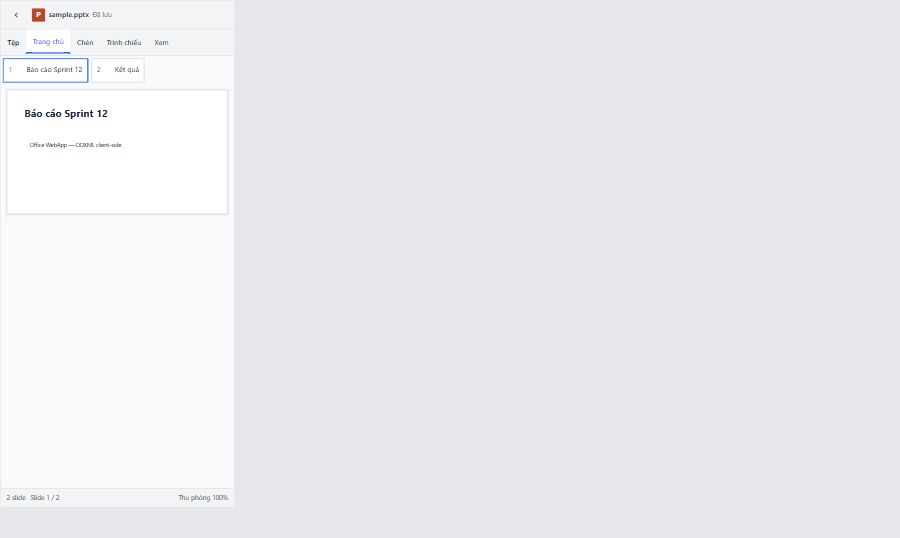 P sample.pptx Đã lưu
Tệp Trang chủ Chèn Trình chiếu Xem
1 Báo cáo Sprint 12 2 Kết quả
Báo cáo Sprint 12
Office WebApp — OOXML client-side
2 slide Slide 1 / 2 Thu phóng 100%